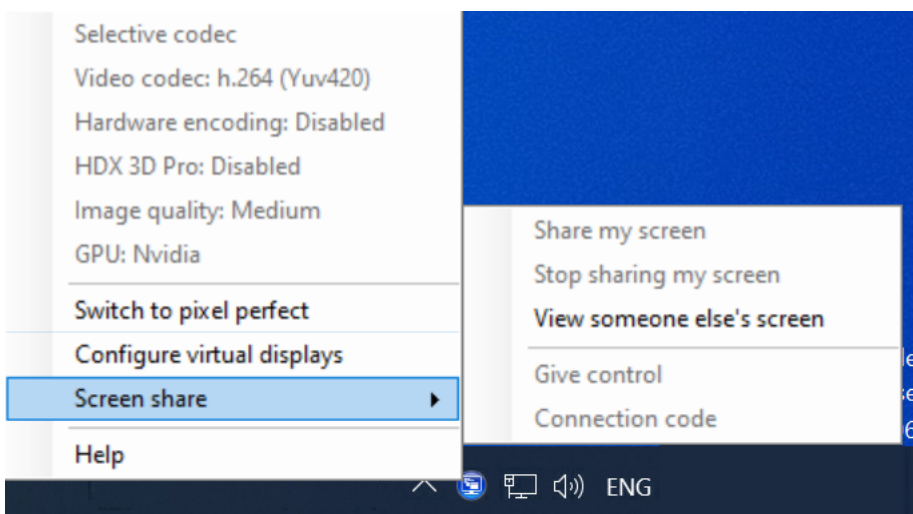 Selective codec
Video codec: h.264 (Yuv420)
Hardware encoding: Disabled
HDX 3D Pro: Disabled
Image quality: Medium
GPU: Nvidia
Switch to pixel perfect
Configure virtual displays
Screen share
Help
Share my screen
Stop sharing my screen
View someone else's screen
Give control
Connection code
ENG